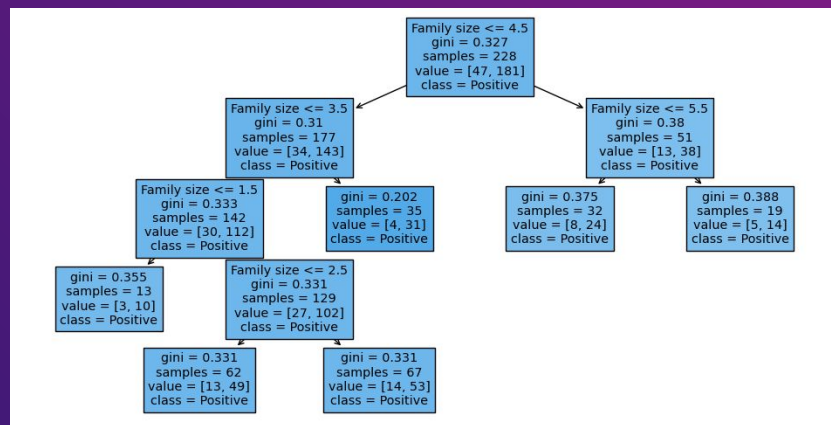 Family size <= 4.5
gini = 0.327
samples = 228
value = [47, 181]
class = Positive
Family size <= 3.5
gini = 0.31
samples = 177
value = [34, 143]
class = Positive
Family size <= 5.5
gini = 0.38
samples = 51
value = [13, 38]
class = Positive
Family size <= 1.5
gini = 0.333
samples = 142
value = [30, 112]
class = Positive
gini = 0.202
samples = 35
value = [4, 31]
class = Positive
gini = 0.375
samples = 32
value = [8, 24]
class = Positive
gini = 0.388
samples = 19
value = [5, 14]
class = Positive
gini = 0.355
samples = 13
value = [3, 10]
class = Positive
Family size <= 2.5
gini = 0.331
samples = 129
value = [27, 102]
class = Positive
gini = 0.331
samples = 62
value = [13, 49]
class = Positive
gini = 0.331
samples = 67
value = [14, 53]
class = Positive